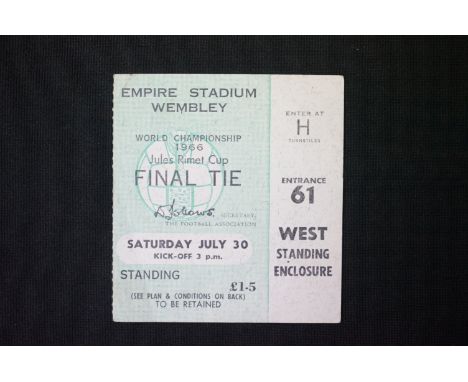 EMPIRE STADIUM
WEMBLEY
WORLD CHAMPIONSHIP
1966
Jules Rimet Cup
FINAL TIE
SECRETARY,
THE FOOTBALL ASSOCIATION
SATURDAY JULY 30
KICK-OFF 3 p.m.
STANDING
£1-5
(SEE PLAN & CONDITIONS ON BACK)
TO BE RETAINED
ENTER AT
H
TURNSTILES
ENTRANCE
61
WEST
STANDING
ENCLOSURE